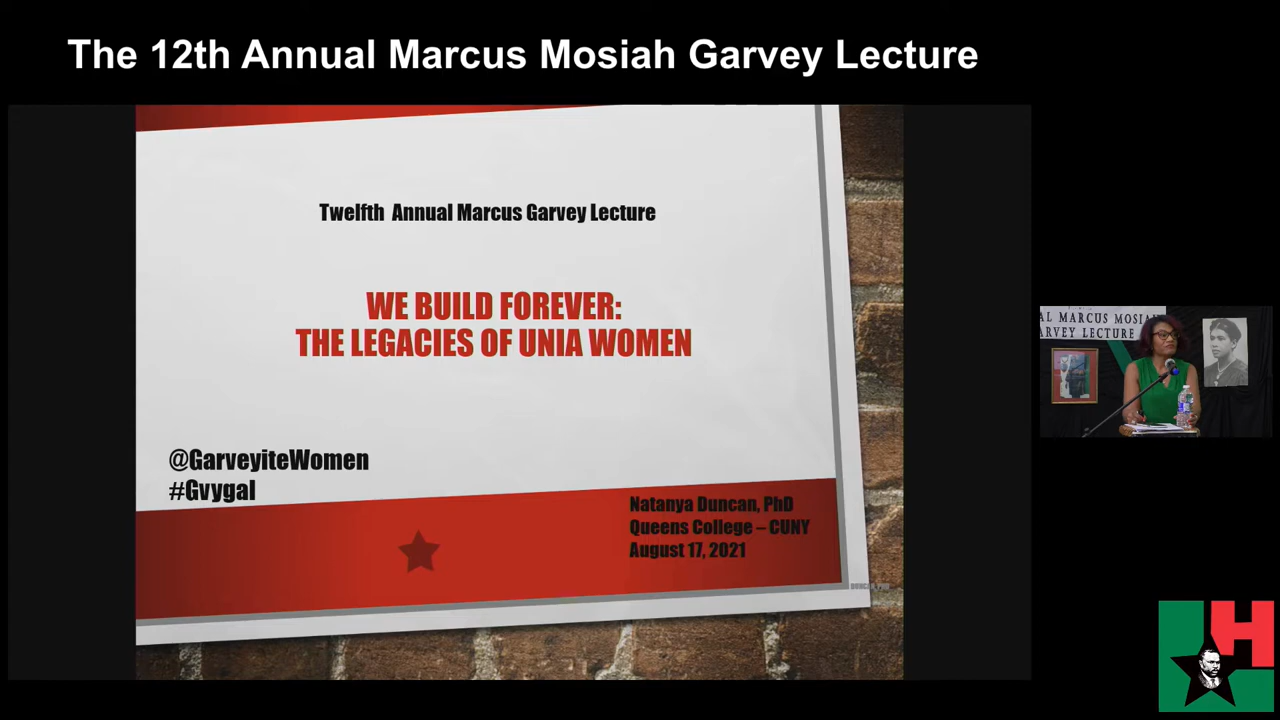 The 12th Annual Marcus Mosiah Garvey Lecture
Twelfth Annual Marcus Garvey Lecture
WE BUILD FOREVER:
THE LEGACIES OF UNIA WOMEN
@GarveyiteWomen
#Gvygal
Natanya Duncan, PhD
Queens College – CUNY
August 17, 2021
AL MARCUS MOSIAH
ARVEY LECTURE
H